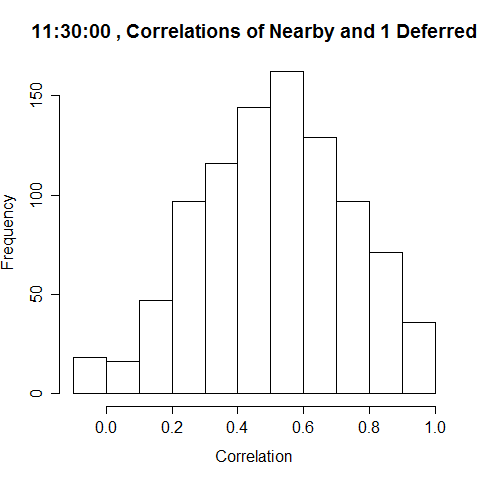 11:30:00 , Correlations of Nearby and 1 Deferred
Frequency
150
100
50
0
0.0 0.2 0.4 0.6 0.8 1.0
Correlation